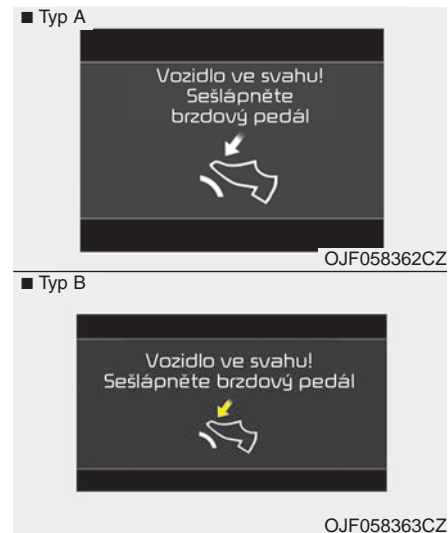 ■ Typ A
Vozidlo ve svahu!
Sešlápněte
brzdový pedál
OJF058362CZ
■ Typ B
Vozidlo ve svahu!
Sešlápněte brzdový pedál
OJF058363CZ